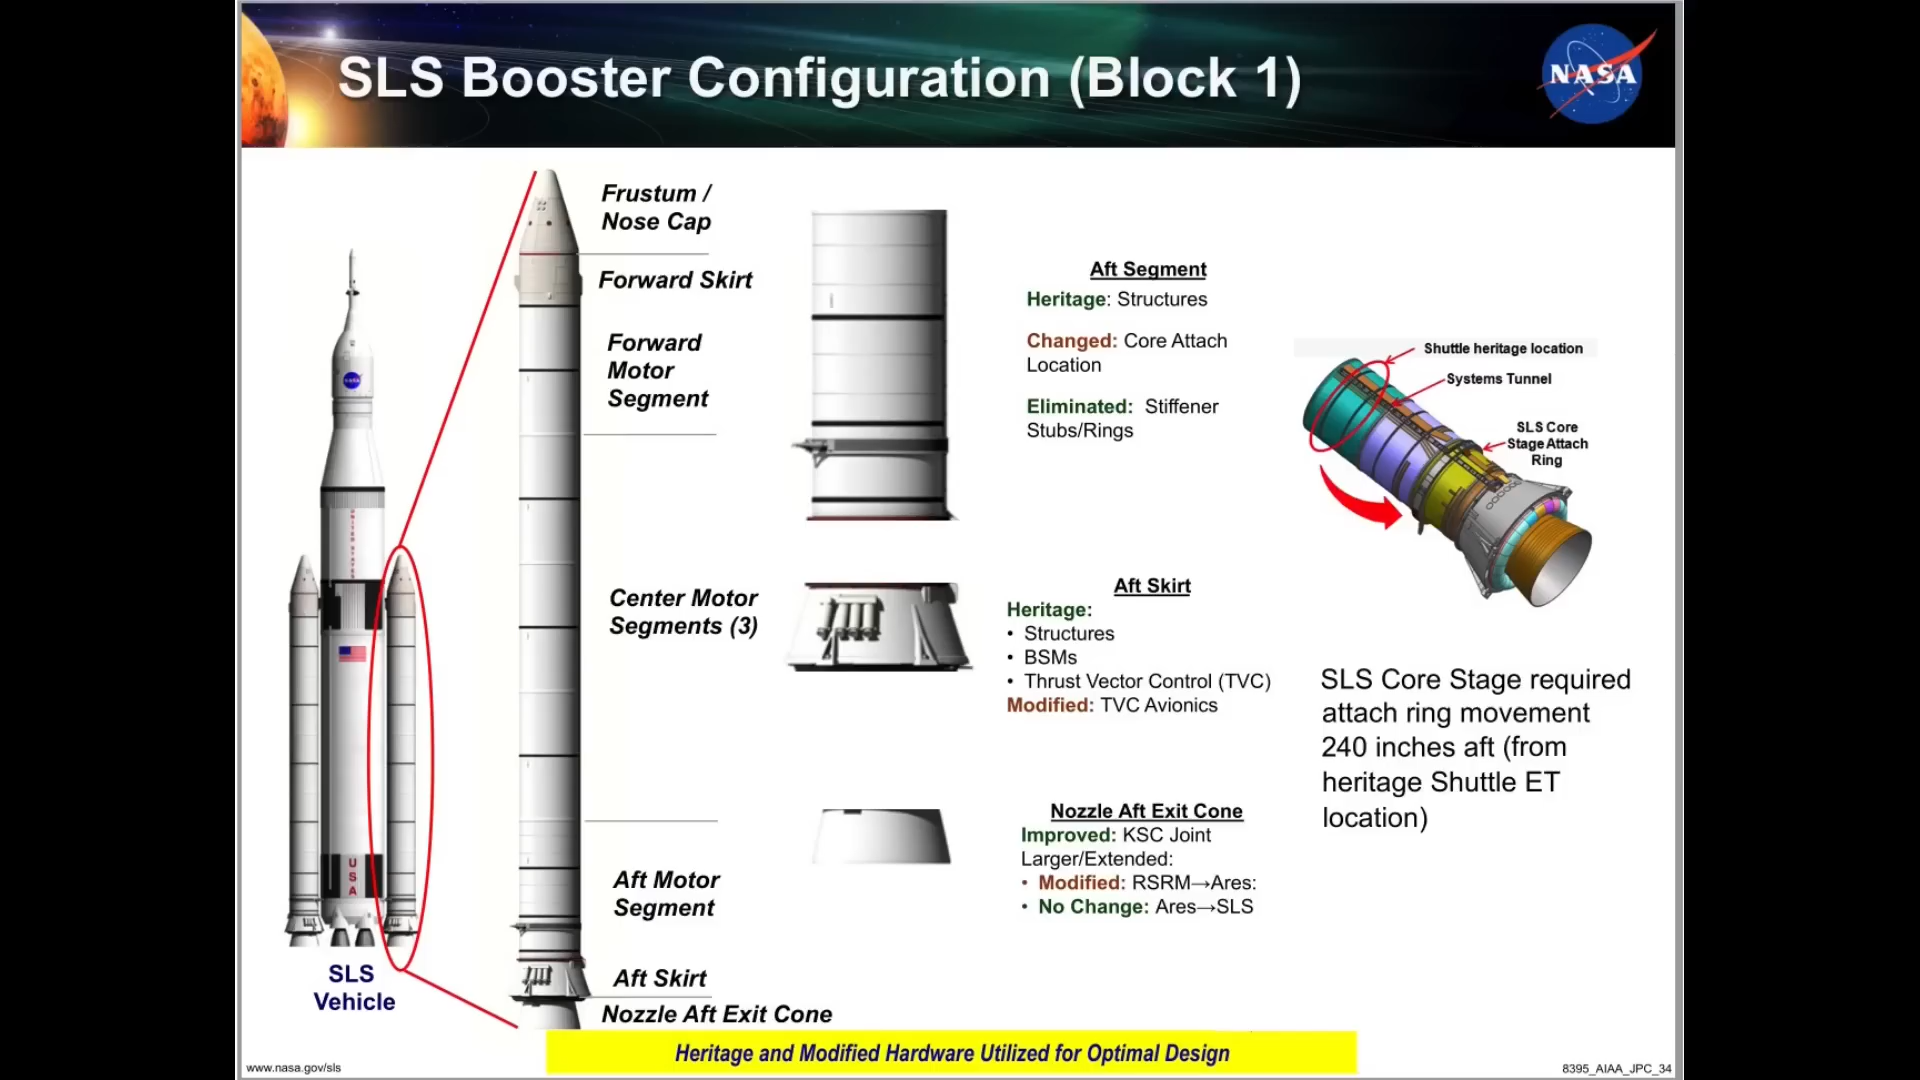 SLS Booster Configuration (Block 1)
NASA
Frustum /
Nose Cap
Forward Skirt
Forward
Motor
Segment
Center Motor
Segments (3)
Aft Motor
Segment
Aft Skirt
Nozzle Aft Exit Cone
NASA
UNITED STATES
USA
SLS
Vehicle
Aft Segment
Heritage: Structures
Changed: Core Attach
Location
Eliminated: Stiffener
Stubs/Rings
Aft Skirt
Heritage:
• Structures
• BSMs
• Thrust Vector Control (TVC)
Modified: TVC Avionics
Nozzle Aft Exit Cone
Improved: KSC Joint
Larger/Extended:
• Modified: RSRM→Ares:
• No Change: Ares→SLS
Shuttle heritage location
Systems Tunnel
SLS Core
Stage Attach
Ring
SLS Core Stage required
attach ring movement
240 inches aft (from
heritage Shuttle ET
location)
Heritage and Modified Hardware Utilized for Optimal Design
www.nasa.gov/sls
8395_AIAA_JPC_34